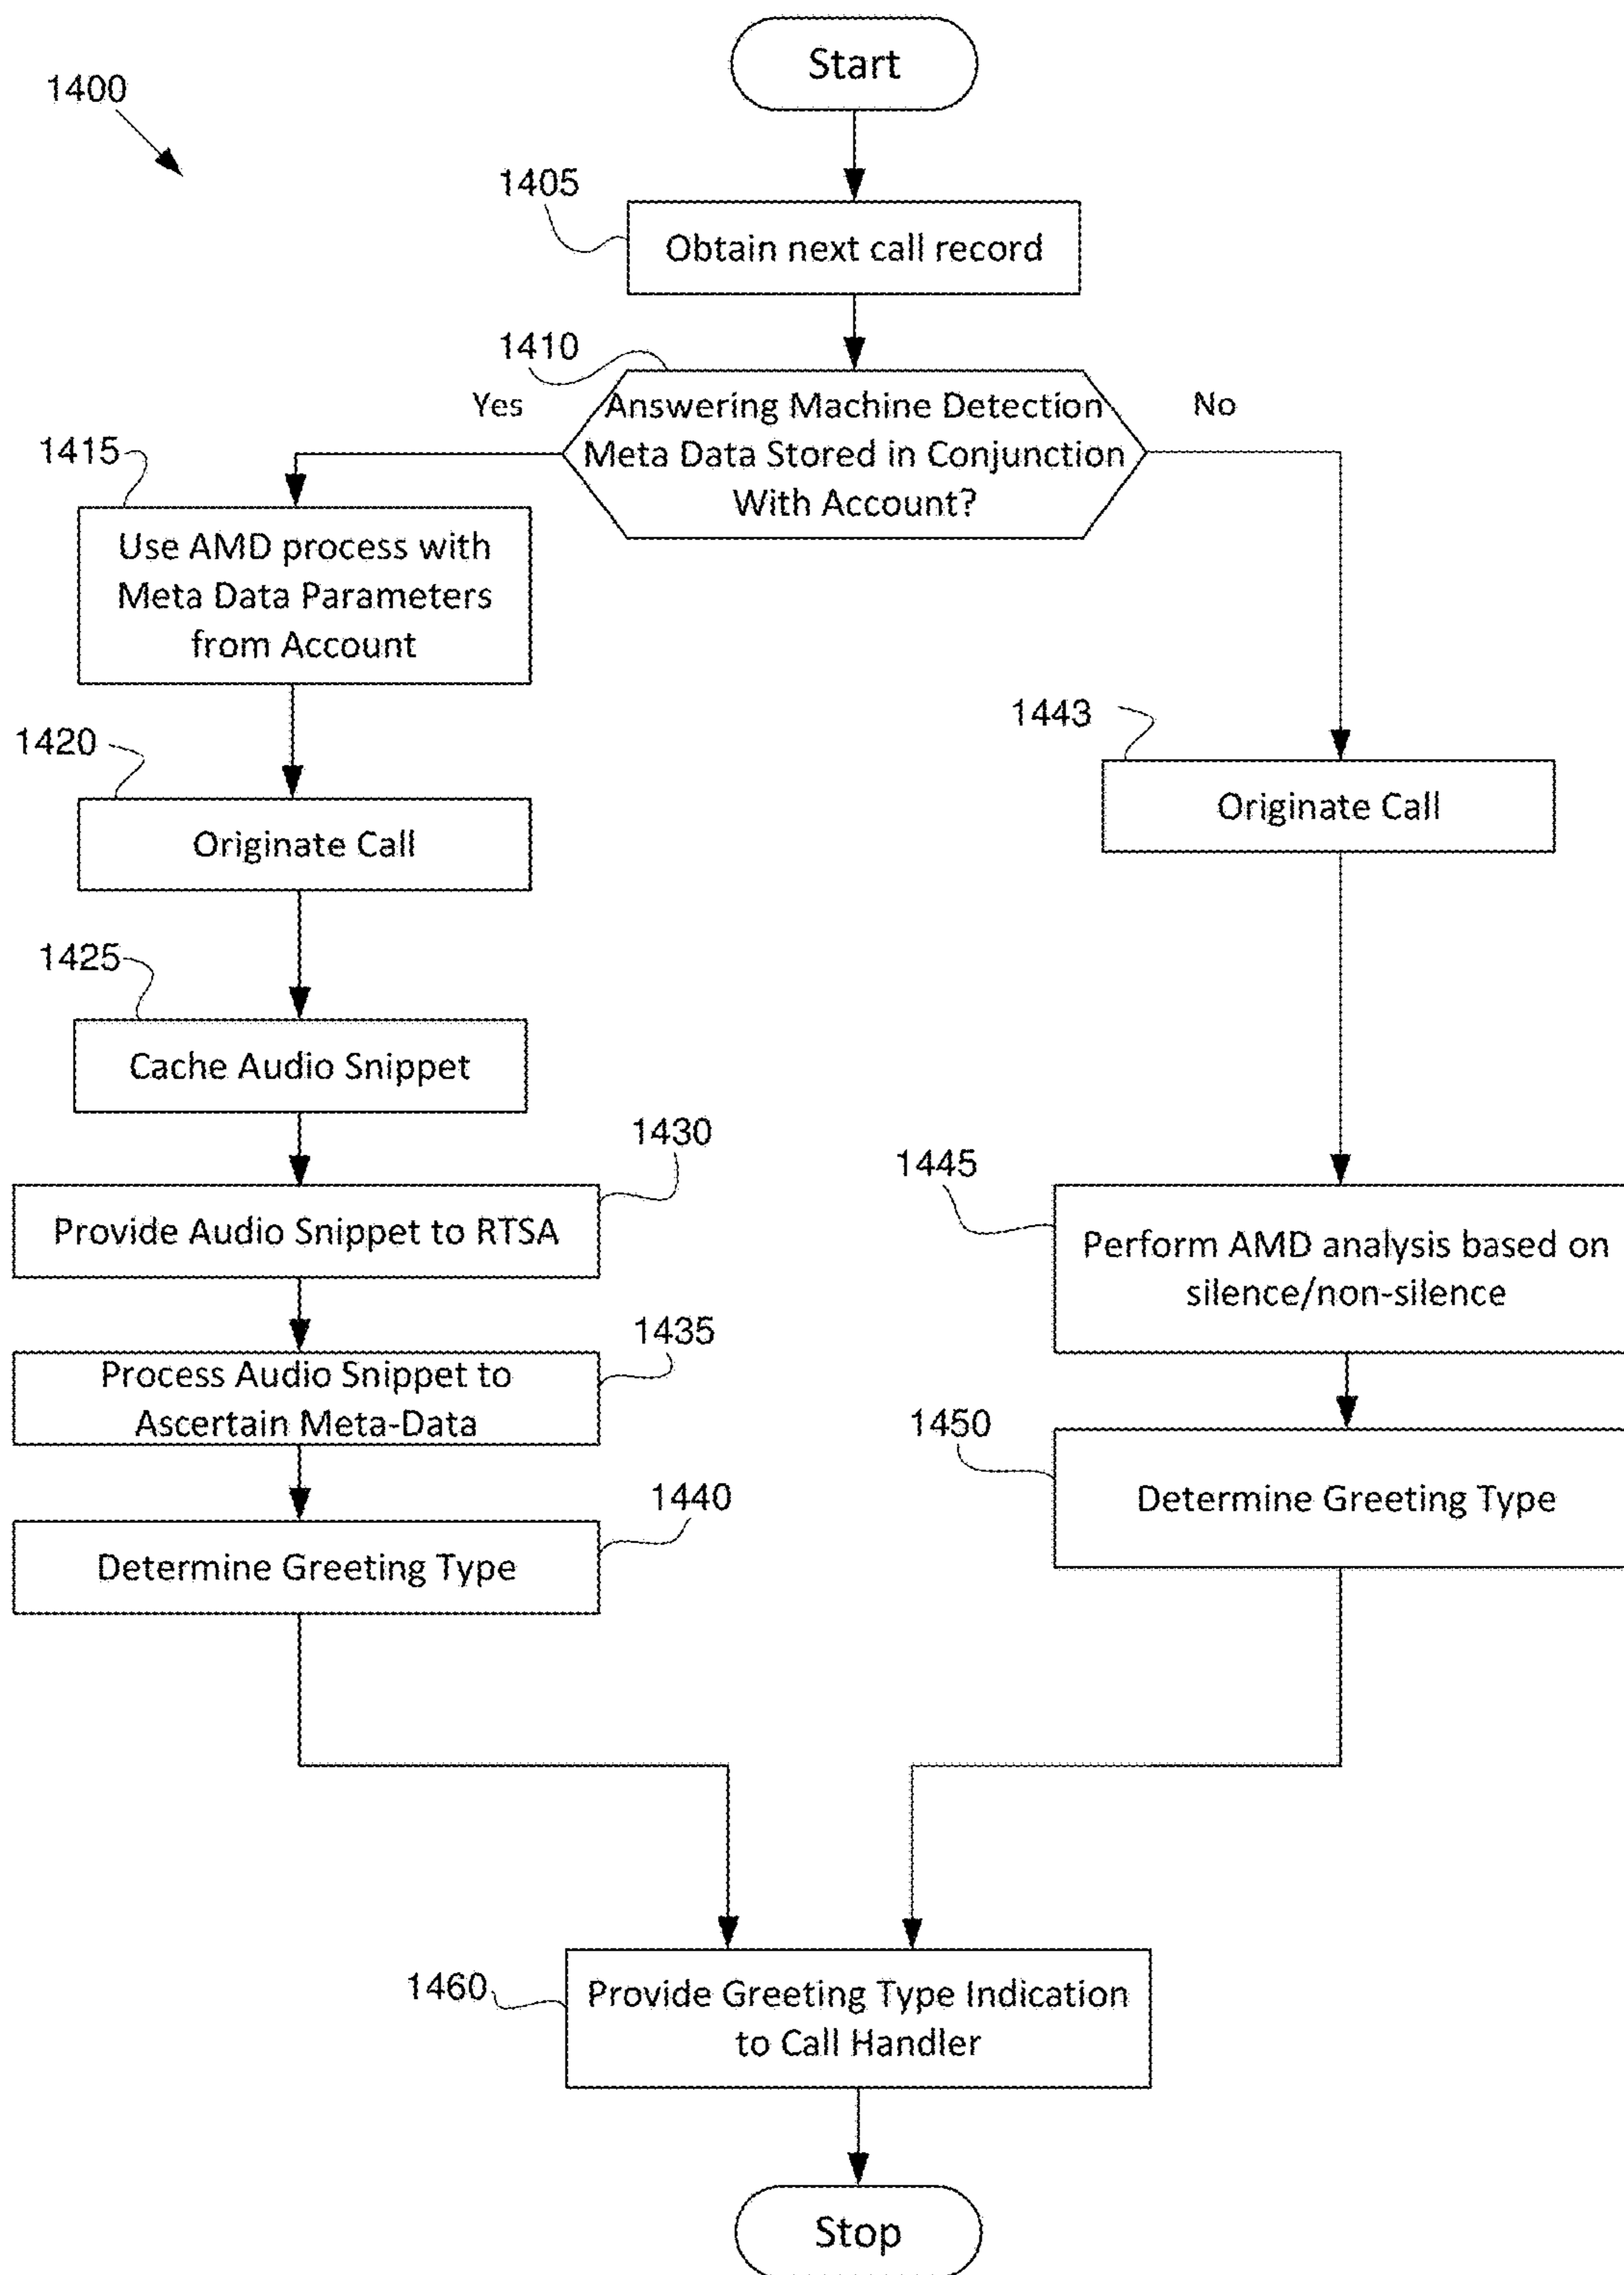 Start
1400
1405
Obtain next call record
1410
Yes
Answering Machine Detection
Meta Data Stored in Conjunction
With Account?
No
1415
Use AMD process with
Meta Data Parameters
from Account
1420
Originate Call
1425
Cache Audio Snippet
1430
Provide Audio Snippet to RTSA
1435
Process Audio Snippet to
Ascertain Meta-Data
1440
Determine Greeting Type
1443
Originate Call
1445
Perform AMD analysis based on
silence/non-silence
1450
Determine Greeting Type
1460
Provide Greeting Type Indication
to Call Handler
Stop